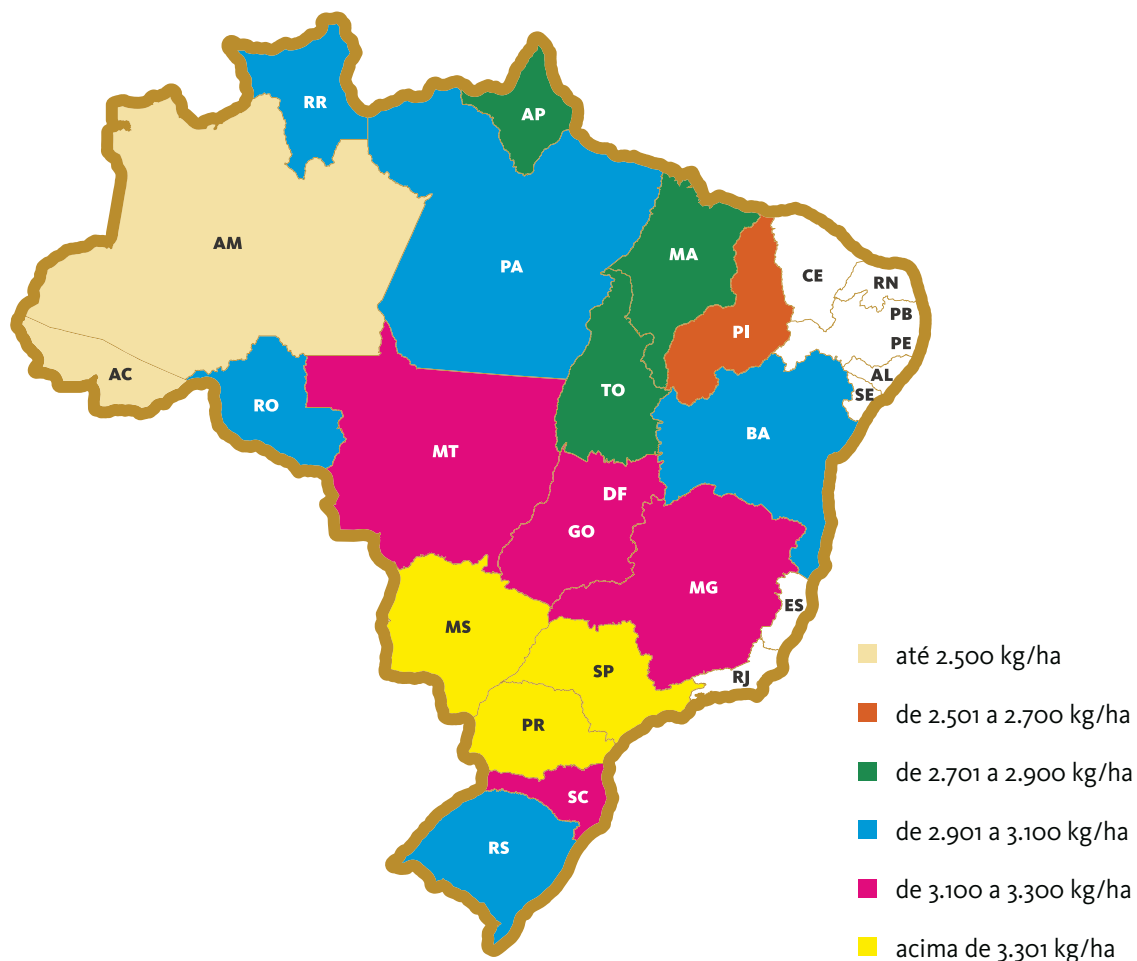 RR
AP
AM
PA
MA
CE
RN
PB
PE
PI
AL
SE
AC
RO
TO
BA
MT
DF
GO
MG
ES
MS
SP
RJ
PR
SC
RS
até 2.500 kg/ha
de 2.501 a 2.700 kg/ha
de 2.701 a 2.900 kg/ha
de 2.901 a 3.100 kg/ha
de 3.100 a 3.300 kg/ha
acima de 3.301 kg/ha